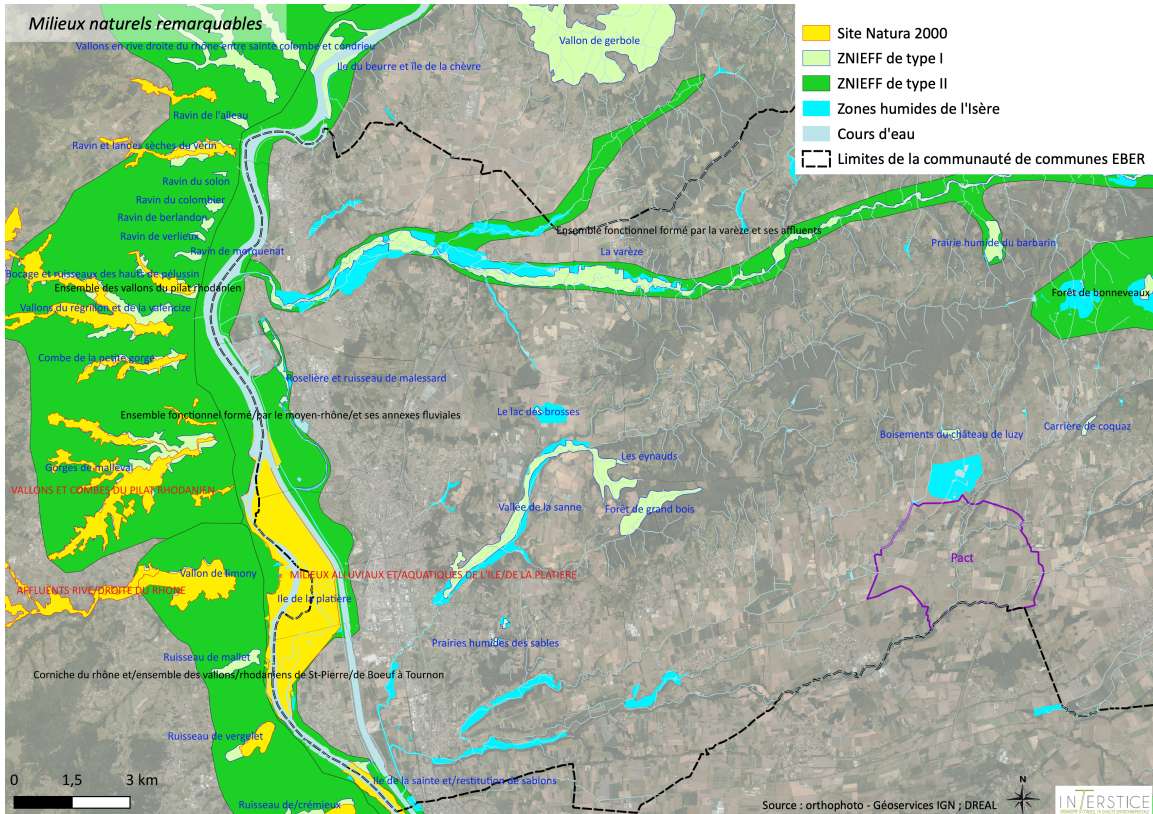 Milieux naturels remarquables
Site Natura 2000
ZNIEFF de type I
ZNIEFF de type II
Zones humides de l'Isère
Cours d'eau
Limites de la communauté de communes EBER
Vallons en rive droite du rhône entre sainte colombe et condrieu
Vallon de gerbole
Ile du beurre et île de la chèvre
Ravin de l'alleau
Ravin et landes sèches du verin
Ravin du solon
Ravin du colombier
Ravin de berlandon
Ravin de verlieux
Ravin de morquenat
Ensemble fonctionnel formé par la varèze et ses affluents
La varèze
Prairie humide du barbarin
Bocage et ruisseaux des hauts de pélussin
Ensemble des vallons du pilat rhodanien
Forêt de bonneveaux
Vallons du régrillon et de la valencize
Combe de la petite gorge
Roselière et ruisseau de malessard
Ensemble fonctionnel formé/par le moyen-rhône/et ses annexes fluviales
Le lac des brosses
Carrière de coquaz
Boisements du château de luzy
Les eynauds
Gorges de malleval
VALLONS ET COMBES DU PILAT RHODANIEN
Vallée de la sanne
Forêt de grand bois
Pact
Vallon de limony
MILIEUX ALLUVIAUX ET/AQUATIQUES DE L'ILE/DE LA PLATIERE
AFFLUENTS RIVE/DROITE DU RHONE
Ile de la platière
Prairies humides des sables
Ruisseau de mallet
Corniche du rhône et/ensemble des vallons/rhodaniens de St-Pierre/de Boeuf à Tournon
Ruisseau de vergelet
Ile de la sainte et/restitution de sablons
Ruisseau de/crémieux
0 1,5 3 km
N
Source : orthophoto - Géoservices IGN ; DREAL
INTERSTICE